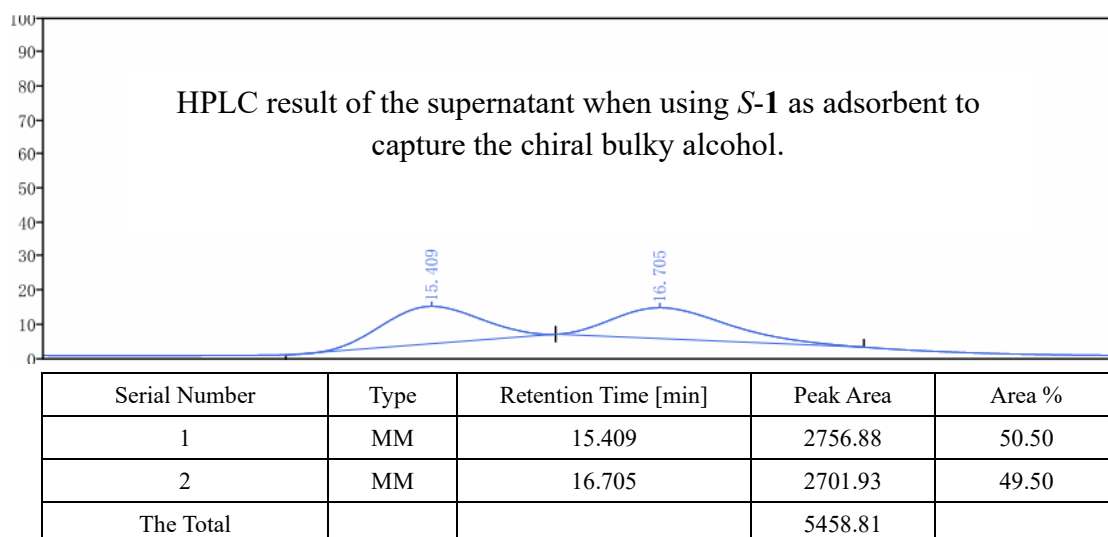 100
90
80
70
60
50
40
30
20
10
0
HPLC result of the supernatant when using S-1 as adsorbent to
capture the chiral bulky alcohol.
15.409
16.705
Serial Number Type Retention Time [min] Peak Area Area %
1 MM 15.409 2756.88 50.50
2 MM 16.705 2701.93 49.50
The Total 5458.81